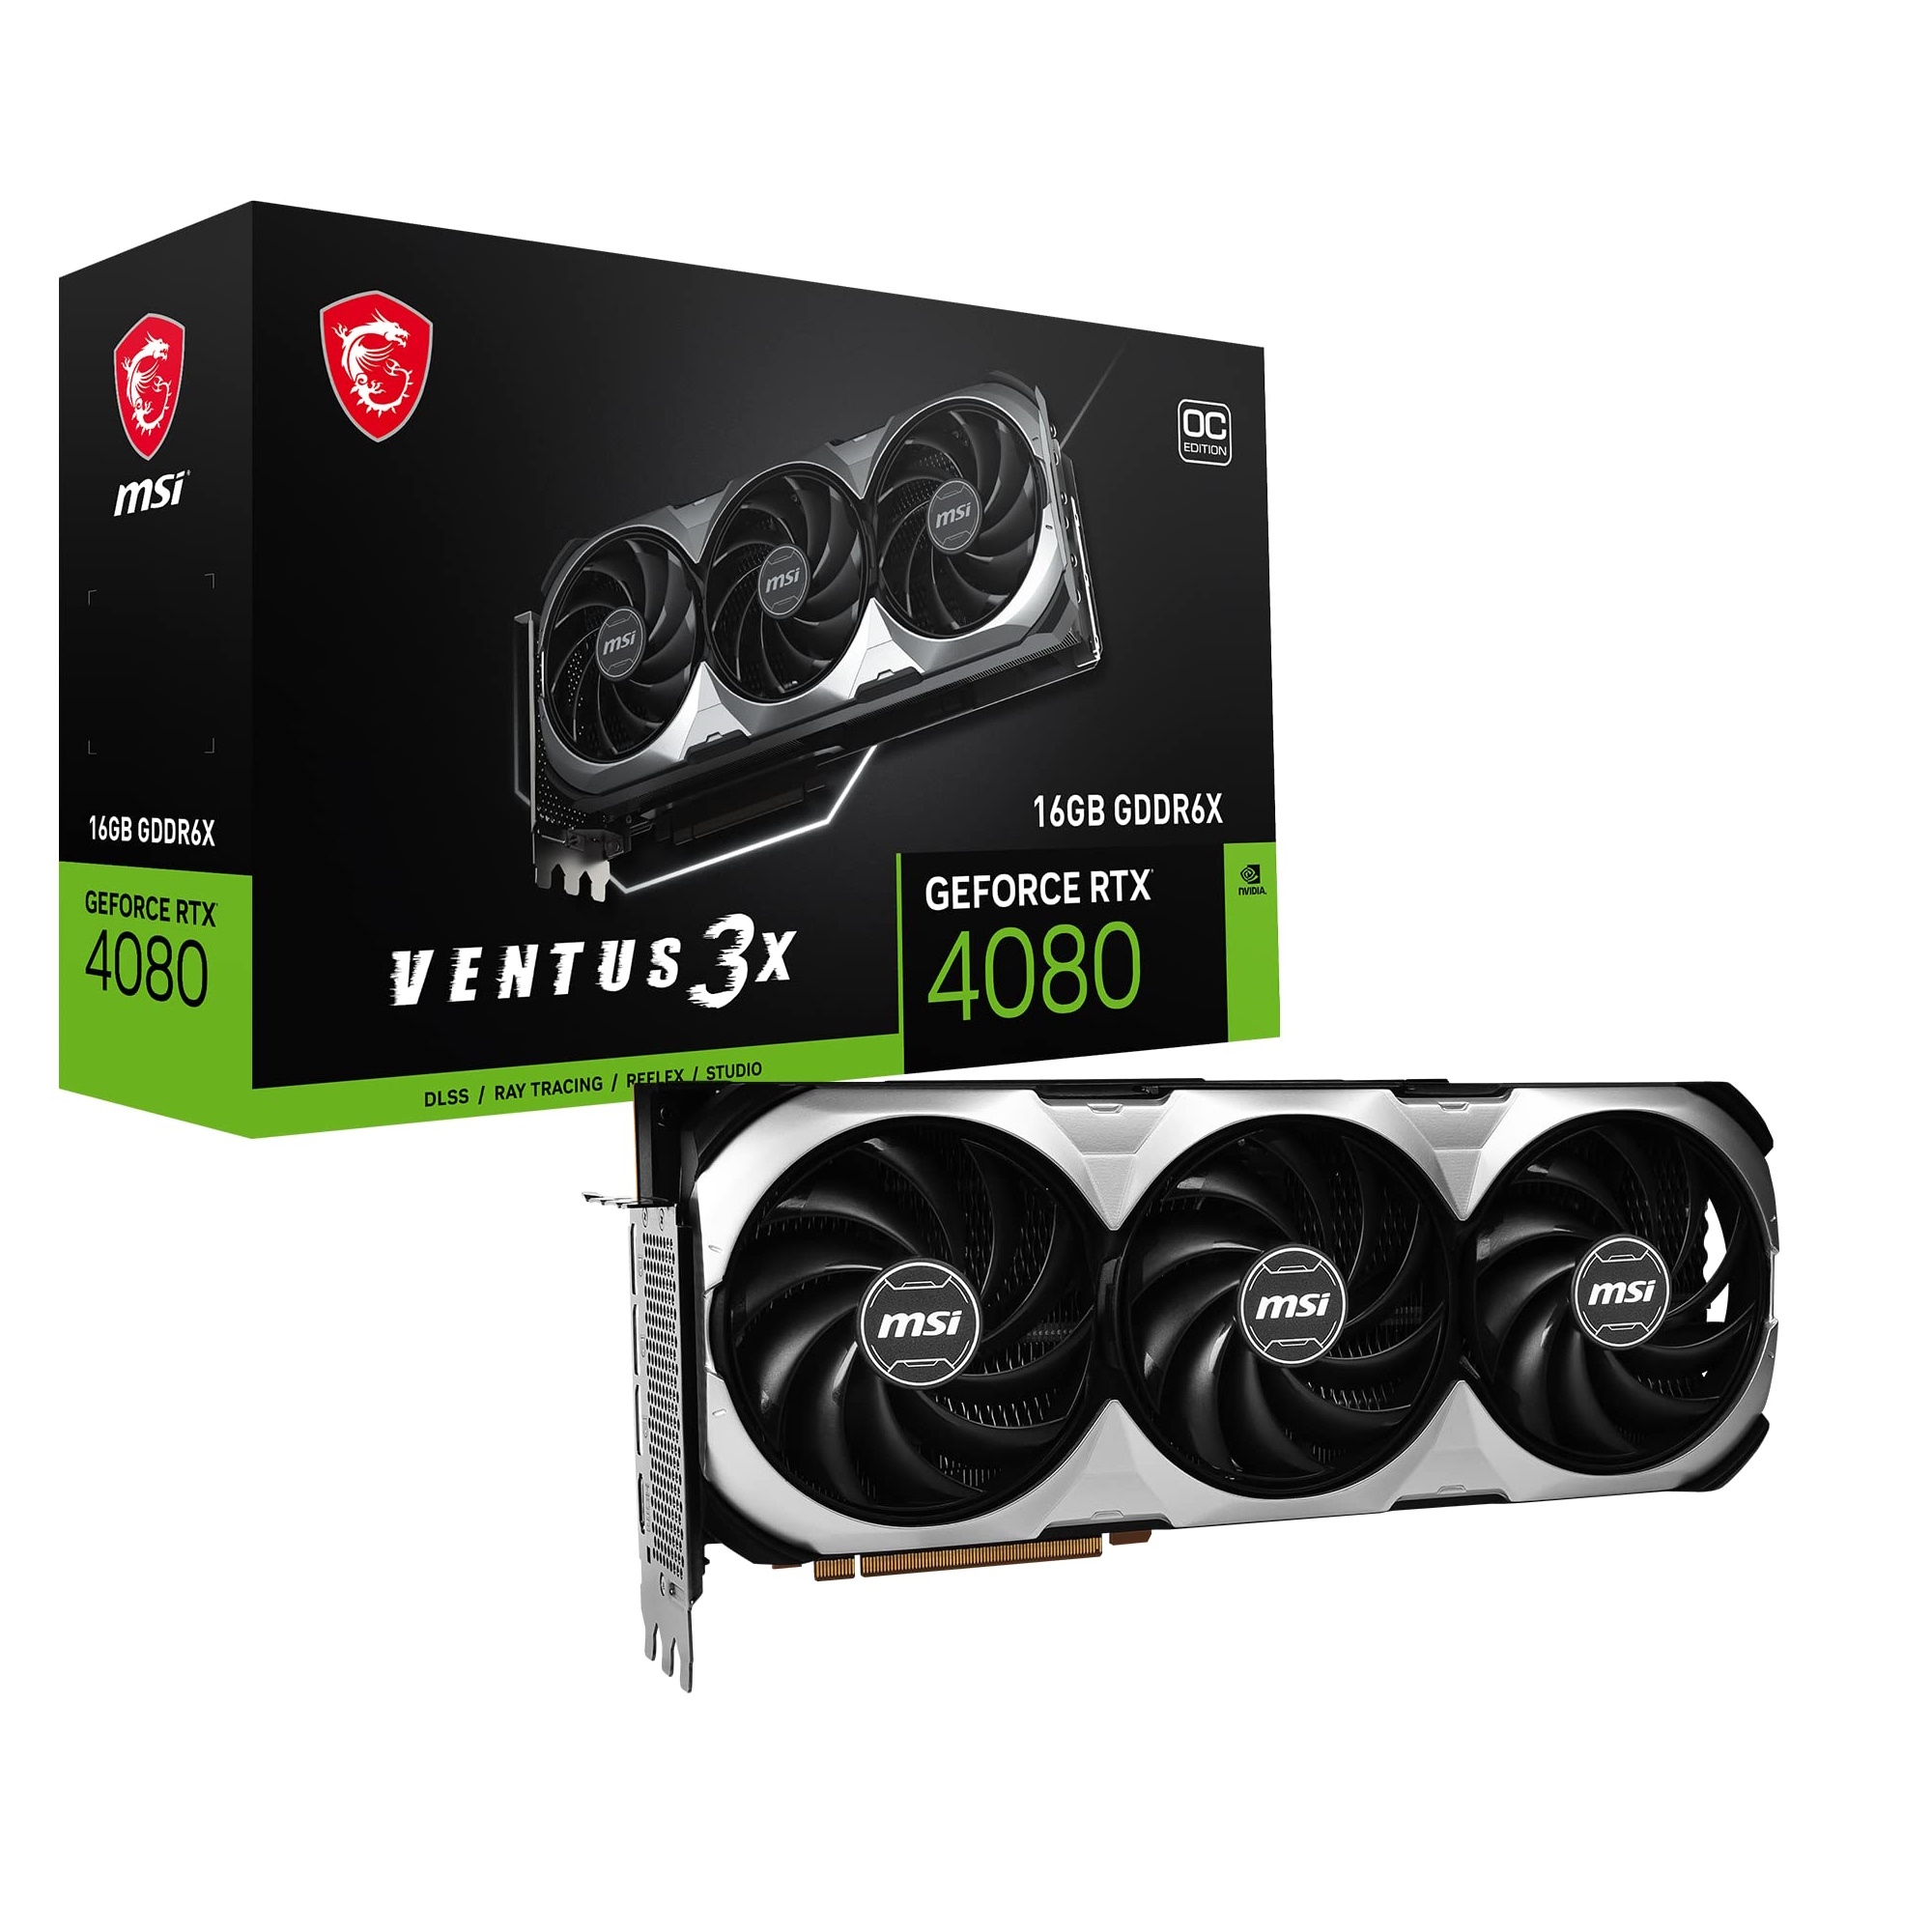 msi
16GB GDDR6X
GEFORCE RTX
4080
OC
EDITION
msi
msi
msi
16GB GDDR6X
GEFORCE RTX
4080
NVIDIA.
VENTUS 3X
DLSS / RAY TRACING / REFLEX / STUDIO
msi
msi
msi